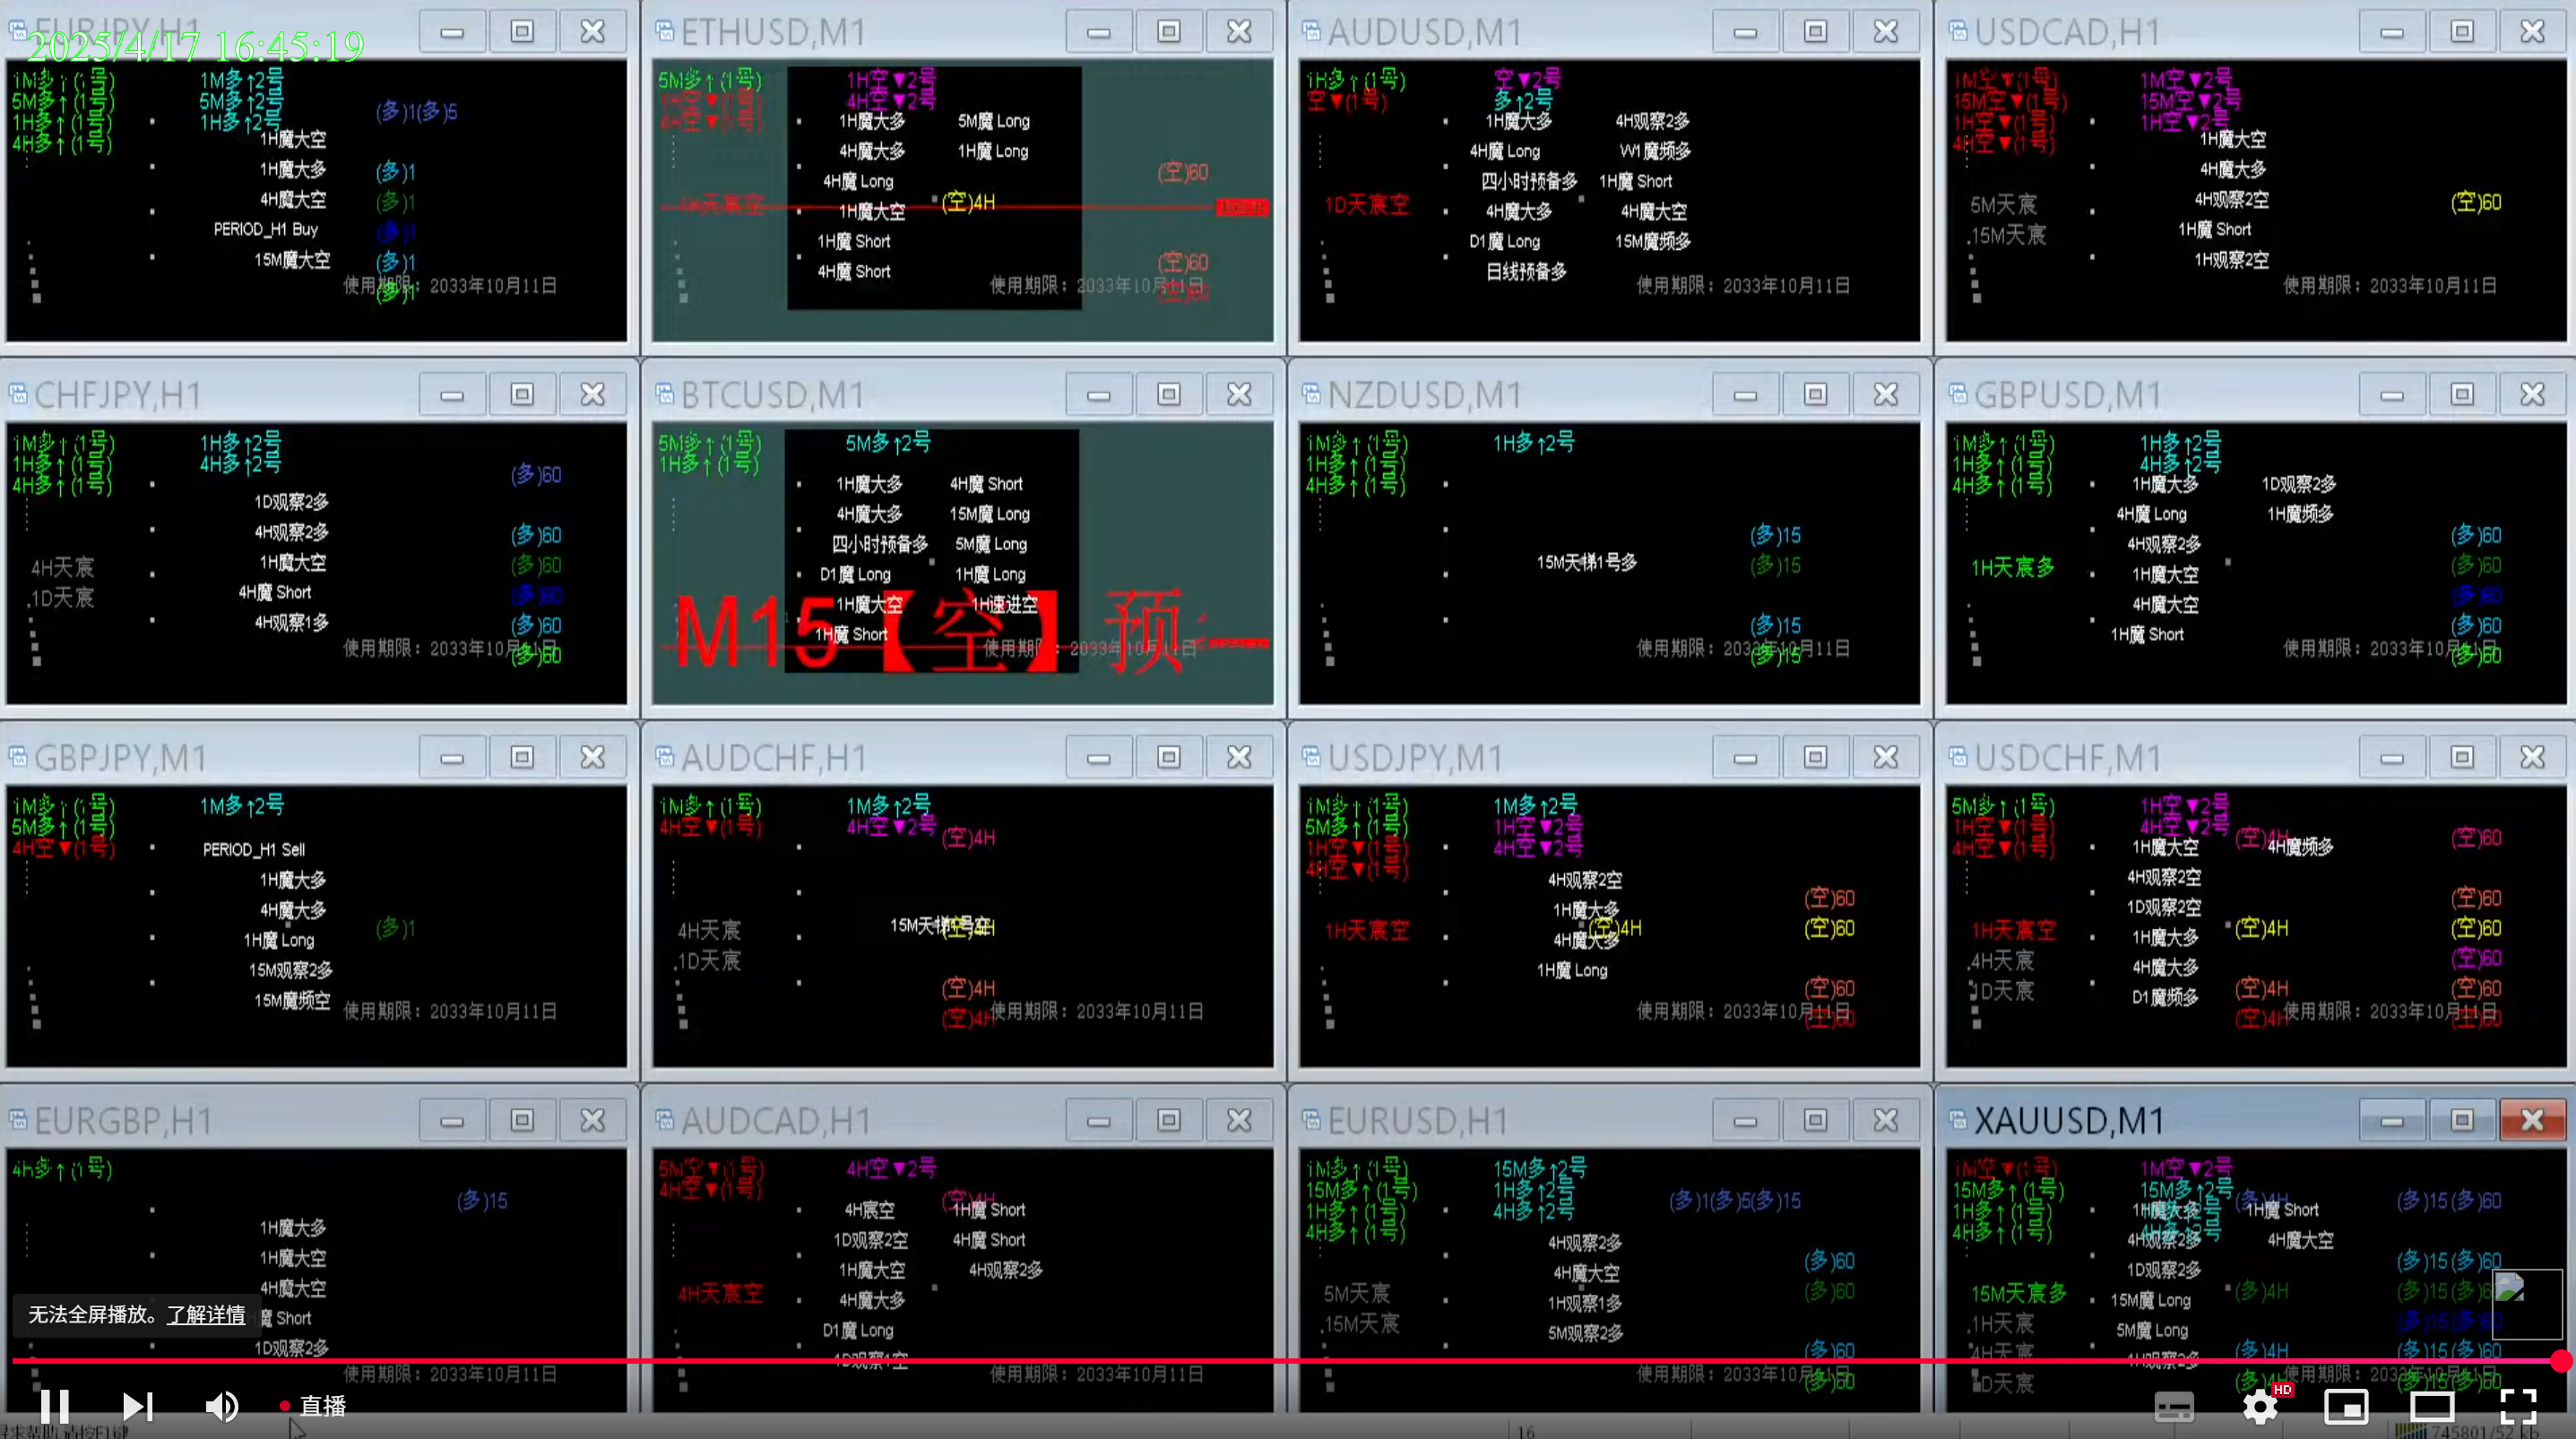 EURJPY,H1
2025/4/17 16:45:19
1M多↑(1号)
5M多↑(1号)
1H多↑(1号)
4H多↑(1号)
1M多↑2号
5M多↑2号
1H多↑2号
(多)1(多)5
1H魔大空
1H魔大多
(多)1
4H魔大空
(多)1
PERIOD_H1 Buy
(多)1
15M魔大空
(多)1
使用期限：2033年10月11日
(多)1
ETHUSD,M1
5M多↑(1号)
1H空▼(1号)
4H空▼(1号)
1H空▼2号
4H空▼2号
1H魔大多
5M魔 Long
4H魔大多
1H魔 Long
4H魔 Long
(空)60
1H天宸空
1H魔大空
(空)4H
1H魔 Short
4H魔 Short
(空)60
使用期限：2033年10月11日
(空)60
AUDUSD,M1
1H多↑(1号)
空▼(1号)
空▼2号
多↑2号
1H魔大多
4H观察2多
4H魔 Long
W1魔频多
四小时预备多
1H魔 Short
1D天宸空
4H魔大多
4H魔大空
D1魔 Long
15M魔频多
日线预备多
使用期限：2033年10月11日
USDCAD,H1
1M空▼(1号)
15M空▼(1号)
1H空▼(1号)
4H空▼(1号)
1M空▼2号
15M空▼2号
1H空▼2号
1H魔大空
4H魔大多
4H观察2空
(空)60
5M天宸
15M天宸
1H魔 Short
1H观察2空
使用期限：2033年10月11日
CHFJPY,H1
1M多↑(1号)
1H多↑(1号)
4H多↑(1号)
1H多↑2号
4H多↑2号
(多)60
1D观察2多
4H观察2多
(多)60
1H魔大空
(多)60
4H天宸
1D天宸
4H魔 Short
(多)60
4H观察1多
(多)60
使用期限：2033年10月11日
(多)60
BTCUSD,M1
5M多↑(1号)
1H多↑(1号)
5M多↑2号
1H魔大多
4H魔 Short
4H魔大多
15M魔 Long
四小时预备多
5M魔 Long
D1魔 Long
1H魔 Long
1H魔大空
1H速进空
1H魔 Short
M15【空】预
使用期限：2033年10月11日
NZDUSD,M1
1M多↑(1号)
1H多↑(1号)
4H多↑(1号)
1H多↑2号
(多)15
15M天梯1号多
(多)15
(多)15
使用期限：2033年10月11日
(多)15
GBPUSD,M1
1M多↑(1号)
1H多↑(1号)
4H多↑(1号)
1H多↑2号
4H多↑2号
1H魔大多
1D观察2多
4H魔 Long
1H魔频多
4H观察2多
(多)60
1H天宸多
1H魔大空
(多)60
4H魔大空
(多)60
1H魔 Short
(多)60
使用期限：2033年10月11日
(多)60
GBPJPY,M1
1M多↑(1号)
5M多↑(1号)
4H空▼(1号)
1M多↑2号
PERIOD_H1 Sell
1H魔大多
4H魔大多
(多)1
1H魔 Long
15M观察2多
15M魔频空
使用期限：2033年10月11日
AUDCHF,H1
1M多↑(1号)
4H空▼(1号)
1M多↑2号
4H空▼2号
(空)4H
15M天梯1号空
(空)4H
4H天宸
1D天宸
(空)4H
(空)4H
使用期限：2033年10月11日
USDJPY,M1
1M多↑(1号)
5M多↑(1号)
1H空▼(1号)
4H空▼(1号)
1M多↑2号
1H空▼2号
4H空▼2号
4H观察2空
1H魔大多
(空)60
1H天宸空
(空)4H
(空)60
4H魔大多
1H魔 Long
(空)60
使用期限：2033年10月11日
(空)60
USDCHF,M1
5M多↑(1号)
1H空▼(1号)
4H空▼(1号)
1H空▼2号
4H空▼2号
(空)4H
(空)60
1H魔大空
4H魔频多
4H观察2空
1D观察2空
(空)60
1H天宸空
1H魔大多
(空)4H
(空)60
4H天宸
4H魔大多
(空)60
1D天宸
D1魔频多
(空)4H
(空)60
(空)4H
使用期限：2033年10月11日
(空)60
EURGBP,H1
4h多↑(1号)
(多)15
1H魔大多
1H魔大空
4H魔大空
魔 Short
1D观察2多
使用期限：2033年10月11日
AUDCAD,H1
5M空▼(1号)
4H空▼(1号)
4H空▼2号
(空)4H
4H宸空
1H魔 Short
1D观察2空
4H魔 Short
1H魔大空
4H观察2多
4H天宸空
4H魔大多
D1魔 Long
1D观察1空
使用期限：2033年10月11日
EURUSD,H1
1M多↑(1号)
15M多↑(1号)
1H多↑(1号)
4H多↑(1号)
15M多↑2号
1H多↑2号
4H多↑2号
(多)1(多)5(多)15
4H观察2多
(多)60
4H魔大空
(多)60
5M天宸
1H观察1多
15M天宸
5M观察2多
(多)60
使用期限：2033年10月11日
(多)60
XAUUSD,M1
1M空▼(1号)
15M多↑(1号)
1H多↑(1号)
4H多↑(1号)
1M空▼2号
15M多↑2号
(多)4H
(多)15(多)60
1H魔大多
1H魔 Short
4H观察2多
4H魔大空
1D观察2多
(多)15(多)60
15M天宸多
15M魔 Long
(多)4H
1H天宸
5M魔 Long
4H天宸
(多)4H
(多)15(多)60
1D天宸
使用期限：2033年10月11日
(多)15(多)60
无法全屏播放。了解详情
直播
HD
16
745801/52 kb